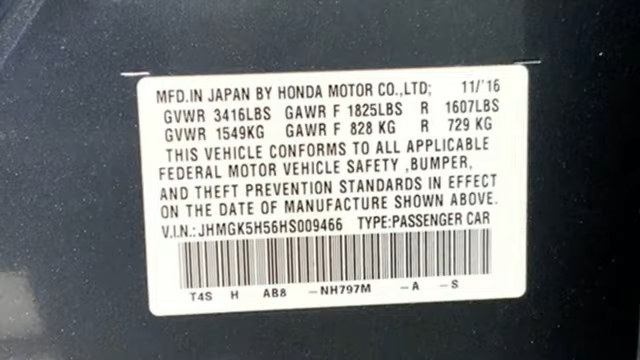 MFD.IN JAPAN BY HONDA MOTOR CO.,LTD; 11/'16
GVWR 3416LBS GAWR F 1825LBS R 1607LBS
GVWR 1549KG GAWR F 828 KG R 729 KG
THIS VEHICLE CONFORMS TO ALL APPLICABLE
FEDERAL MOTOR VEHICLE SAFETY ,BUMPER,
AND THEFT PREVENTION STANDARDS IN EFFECT
ON THE DATE OF MANUFACTURE SHOWN ABOVE.
V.I.N.:JHMGK5H56HS009466 TYPE:PASSENGER CAR
T4S H AB8 -NH797M -A -S